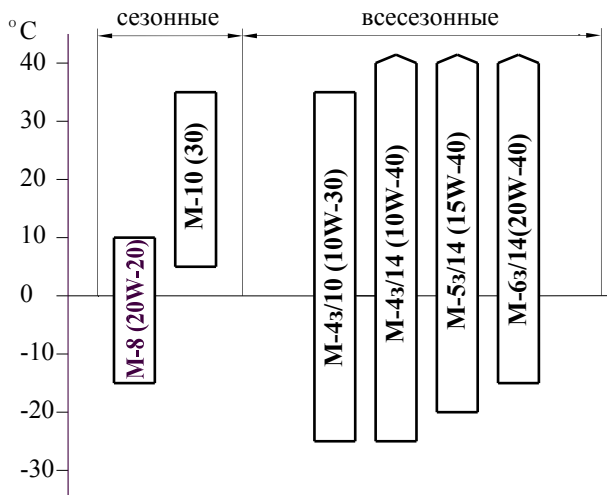 °C
сезонные
всесезонные
40
30
20
10
0
-10
-20
-30
М-8 (20W-20)
М-10 (30)
М-4з/10 (10W-30)
М-4з/14 (10W-40)
М-5з/14 (15W-40)
М-6з/14(20W-40)